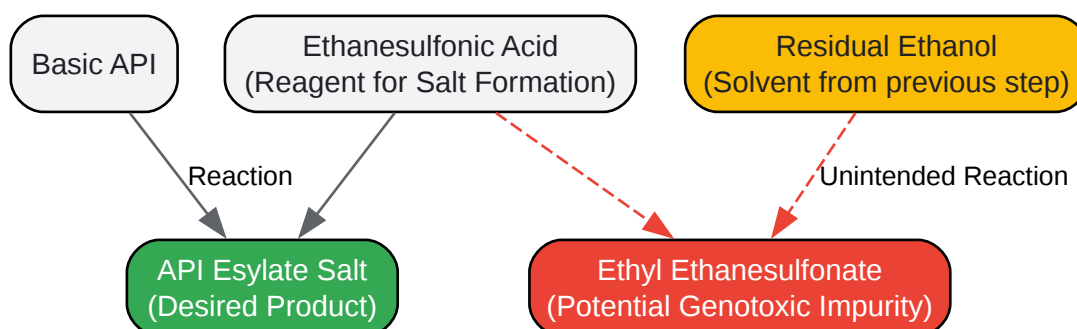 Basic API
Ethanesulfonic Acid
(Reagent for Salt Formation)
Residual Ethanol
(Solvent from previous step)
Reaction
Unintended Reaction
API Esylate Salt
(Desired Product)
Ethyl Ethanesulfonate
(Potential Genotoxic Impurity)